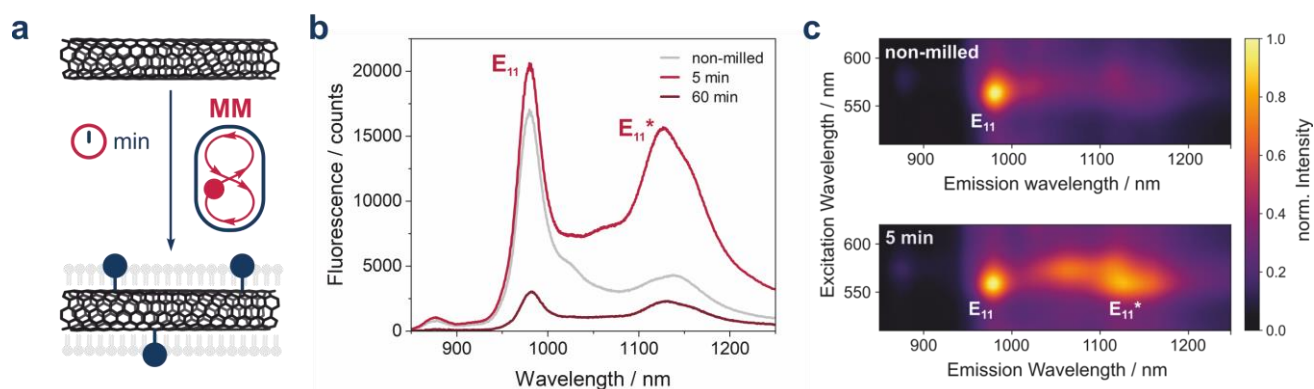 a
MM
min
b
20000
15000
10000
5000
0
Fluorescence / counts
E11
E11*
non-milled
5 min
60 min
900
1000
1100
1200
Wavelength / nm
c
non-milled
600
550
E11
900
1000
1100
1200
Emission wavelength / nm
5 min
600
550
E11
E11*
900
1000
1100
1200
Emission Wavelength / nm
Excitation Wavelength / nm
1.0
0.8
0.6
0.4
0.2
0.0
norm. Intensity